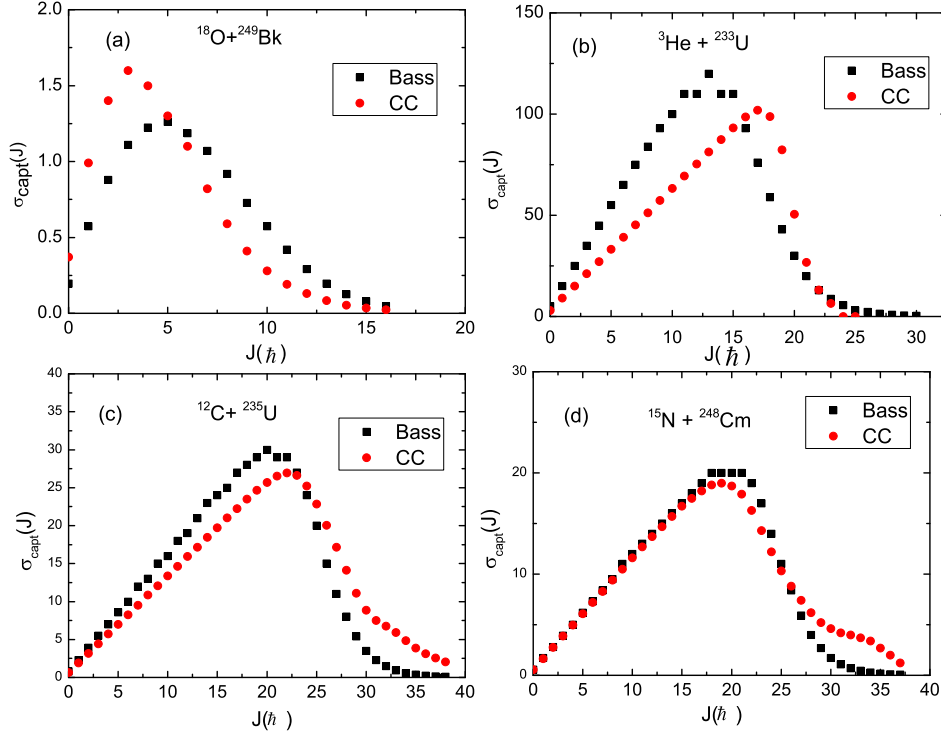 (a)
¹⁸O+²⁴⁹Bk
Bass
CC
σcapt(J)
2.0
1.5
1.0
0.5
0.0
0 5 10 15 20
J(ℏ)
(b)
³He + ²³³U
Bass
CC
σcapt(J)
150
100
50
0
0 5 10 15 20 25 30
J(ℏ)
(c)
¹²C+ ²³⁵U
Bass
CC
σcapt(J)
45
40
35
30
25
20
15
10
5
0
0 5 10 15 20 25 30 35 40
J(ℏ)
(d)
¹⁵N + ²⁴⁸Cm
Bass
CC
σcapt(J)
30
20
10
0
0 5 10 15 20 25 30 35 40
J(ℏ)